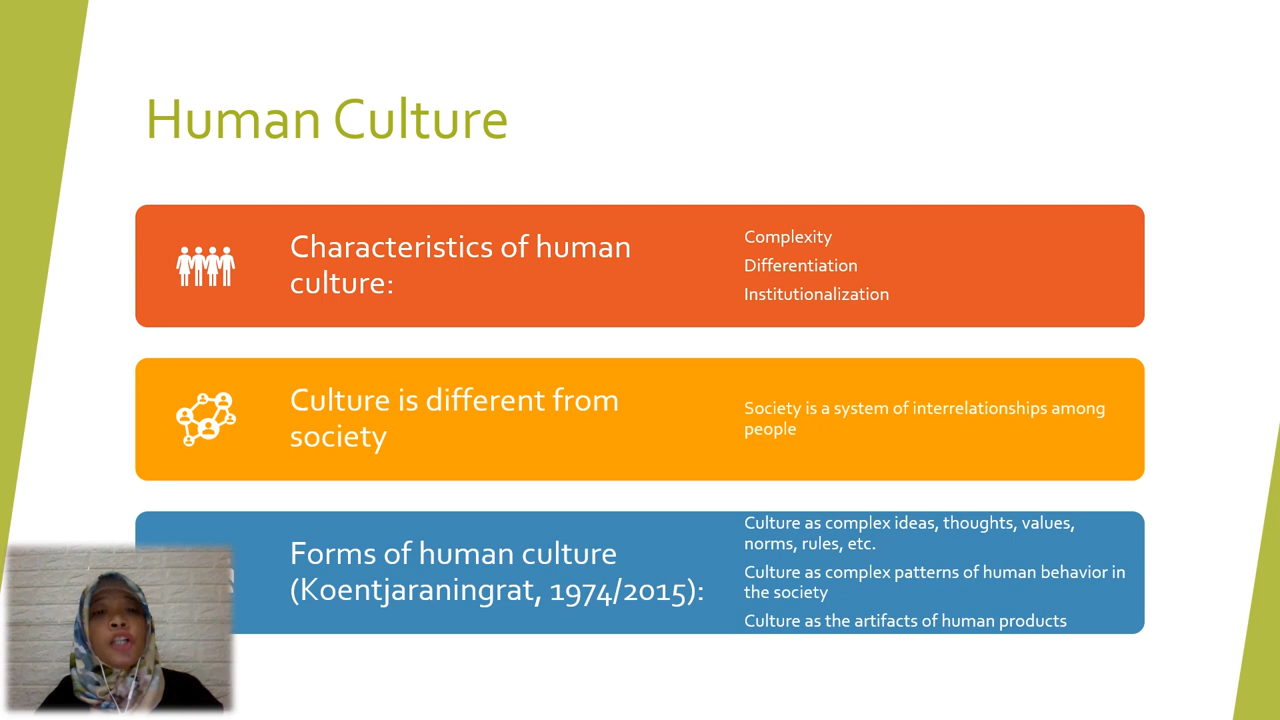 Human Culture
Characteristics of human
culture:
Complexity
Differentiation
Institutionalization
Culture is different from
society
Society is a system of interrelationships among
people
Forms of human culture
(Koentjaraningrat, 1974/2015):
Culture as complex ideas, thoughts, values,
norms, rules, etc.
Culture as complex patterns of human behavior in
the society
Culture as the artifacts of human products